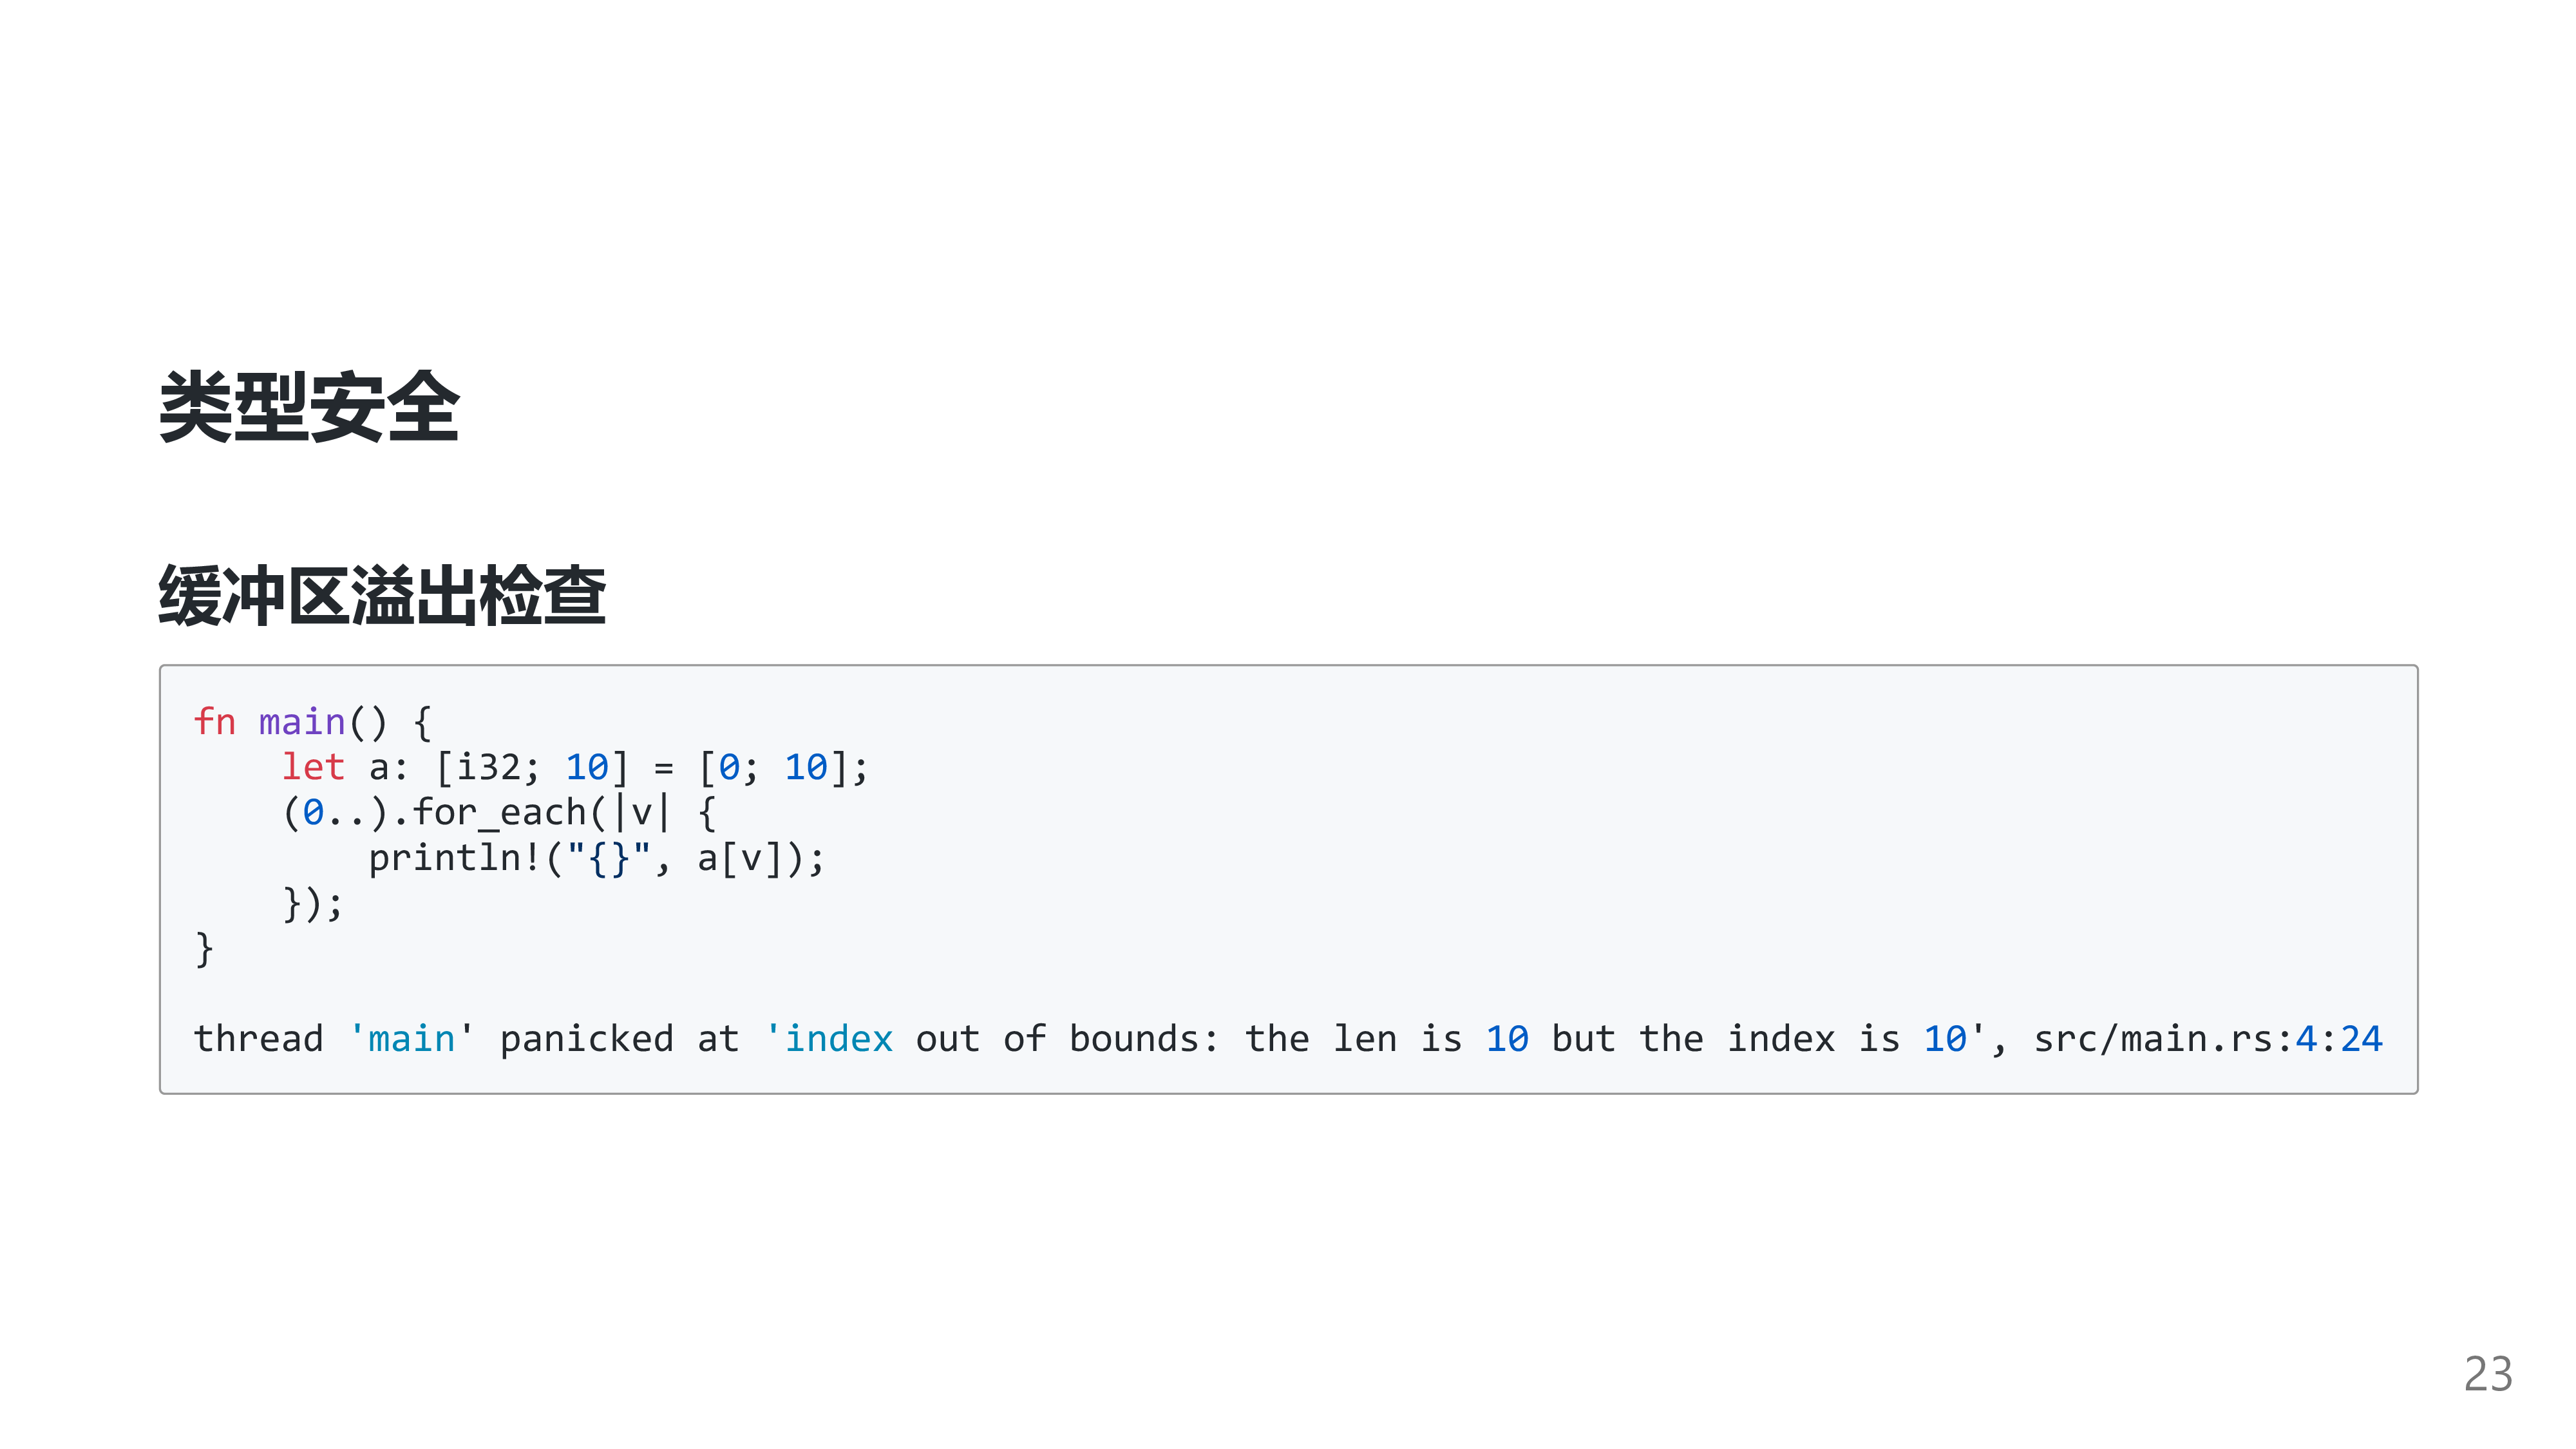 类型安全
缓冲区溢出检查
fn main() {
    let a: [i32; 10] = [0; 10];
    (0..).for_each(|v| {
        println!("{}", a[v]);
    });
}
thread 'main' panicked at 'index out of bounds: the len is 10 but the index is 10', src/main.rs:4:24
23